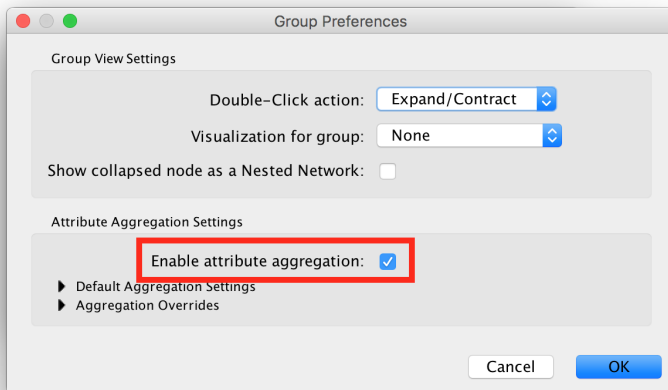 Group Preferences
Group View Settings
Double-Click action: Expand/Contract
Visualization for group: None
Show collapsed node as a Nested Network:
Attribute Aggregation Settings
Enable attribute aggregation:
Default Aggregation Settings
Aggregation Overrides
Cancel OK